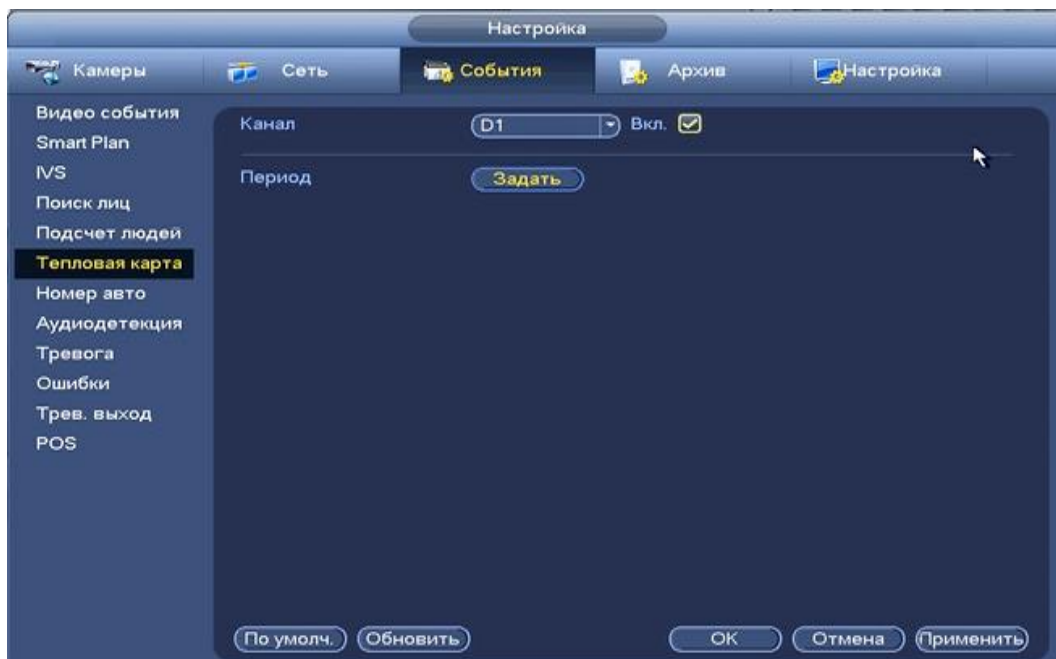 Настройка
Камеры Сеть События Архив Настройка
Видео события
Smart Plan
IVS
Поиск лиц
Подсчет людей
Тепловая карта
Номер авто
Аудиодетекция
Тревога
Ошибки
Трев. выход
POS
Канал D1 Вкл.
Период Задать
По умолч. Обновить OK Отмена Применить